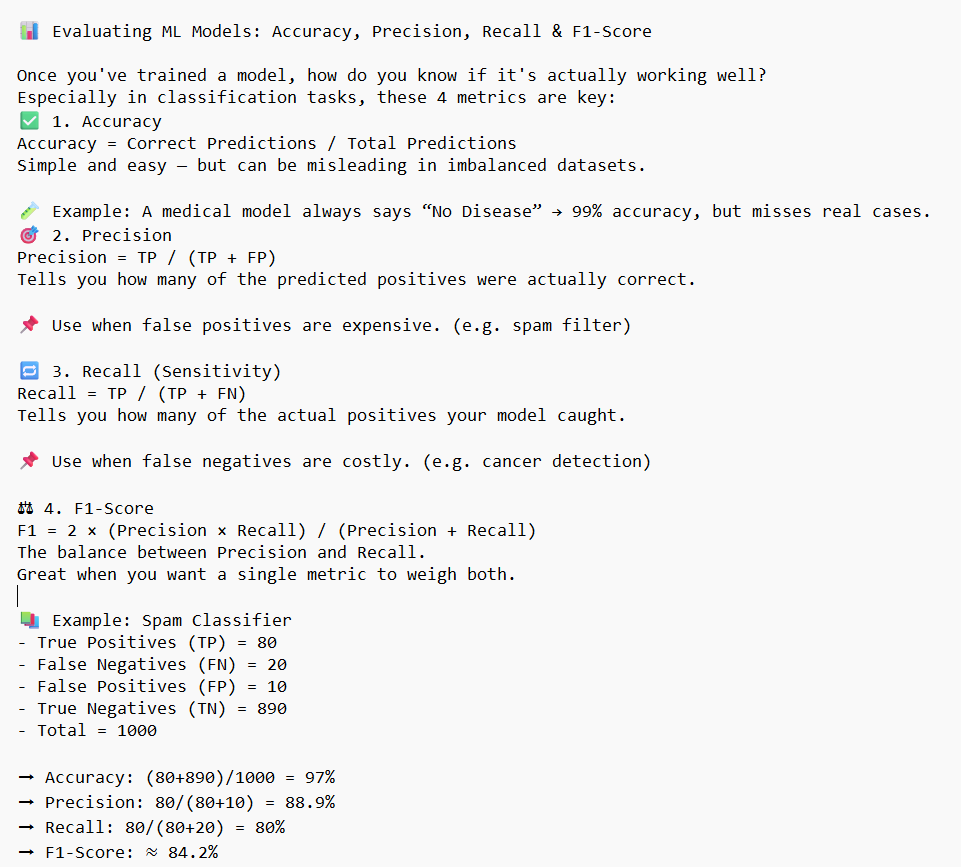 📊 Evaluating ML Models: Accuracy, Precision, Recall & F1-Score
Once you've trained a model, how do you know if it's actually working well?
Especially in classification tasks, these 4 metrics are key:
✅ 1. Accuracy
Accuracy = Correct Predictions / Total Predictions
Simple and easy — but can be misleading in imbalanced datasets.
🧪 Example: A medical model always says “No Disease” → 99% accuracy, but misses real cases.
🎯 2. Precision
Precision = TP / (TP + FP)
Tells you how many of the predicted positives were actually correct.
📌 Use when false positives are expensive. (e.g. spam filter)
🔁 3. Recall (Sensitivity)
Recall = TP / (TP + FN)
Tells you how many of the actual positives your model caught.
📌 Use when false negatives are costly. (e.g. cancer detection)
⚖ 4. F1-Score
F1 = 2 × (Precision × Recall) / (Precision + Recall)
The balance between Precision and Recall.
Great when you want a single metric to weigh both.
📚 Example: Spam Classifier
- True Positives (TP) = 80
- False Negatives (FN) = 20
- False Positives (FP) = 10
- True Negatives (TN) = 890
- Total = 1000
→ Accuracy: (80+890)/1000 = 97%
→ Precision: 80/(80+10) = 88.9%
→ Recall: 80/(80+20) = 80%
→ F1-Score: ≈ 84.2%